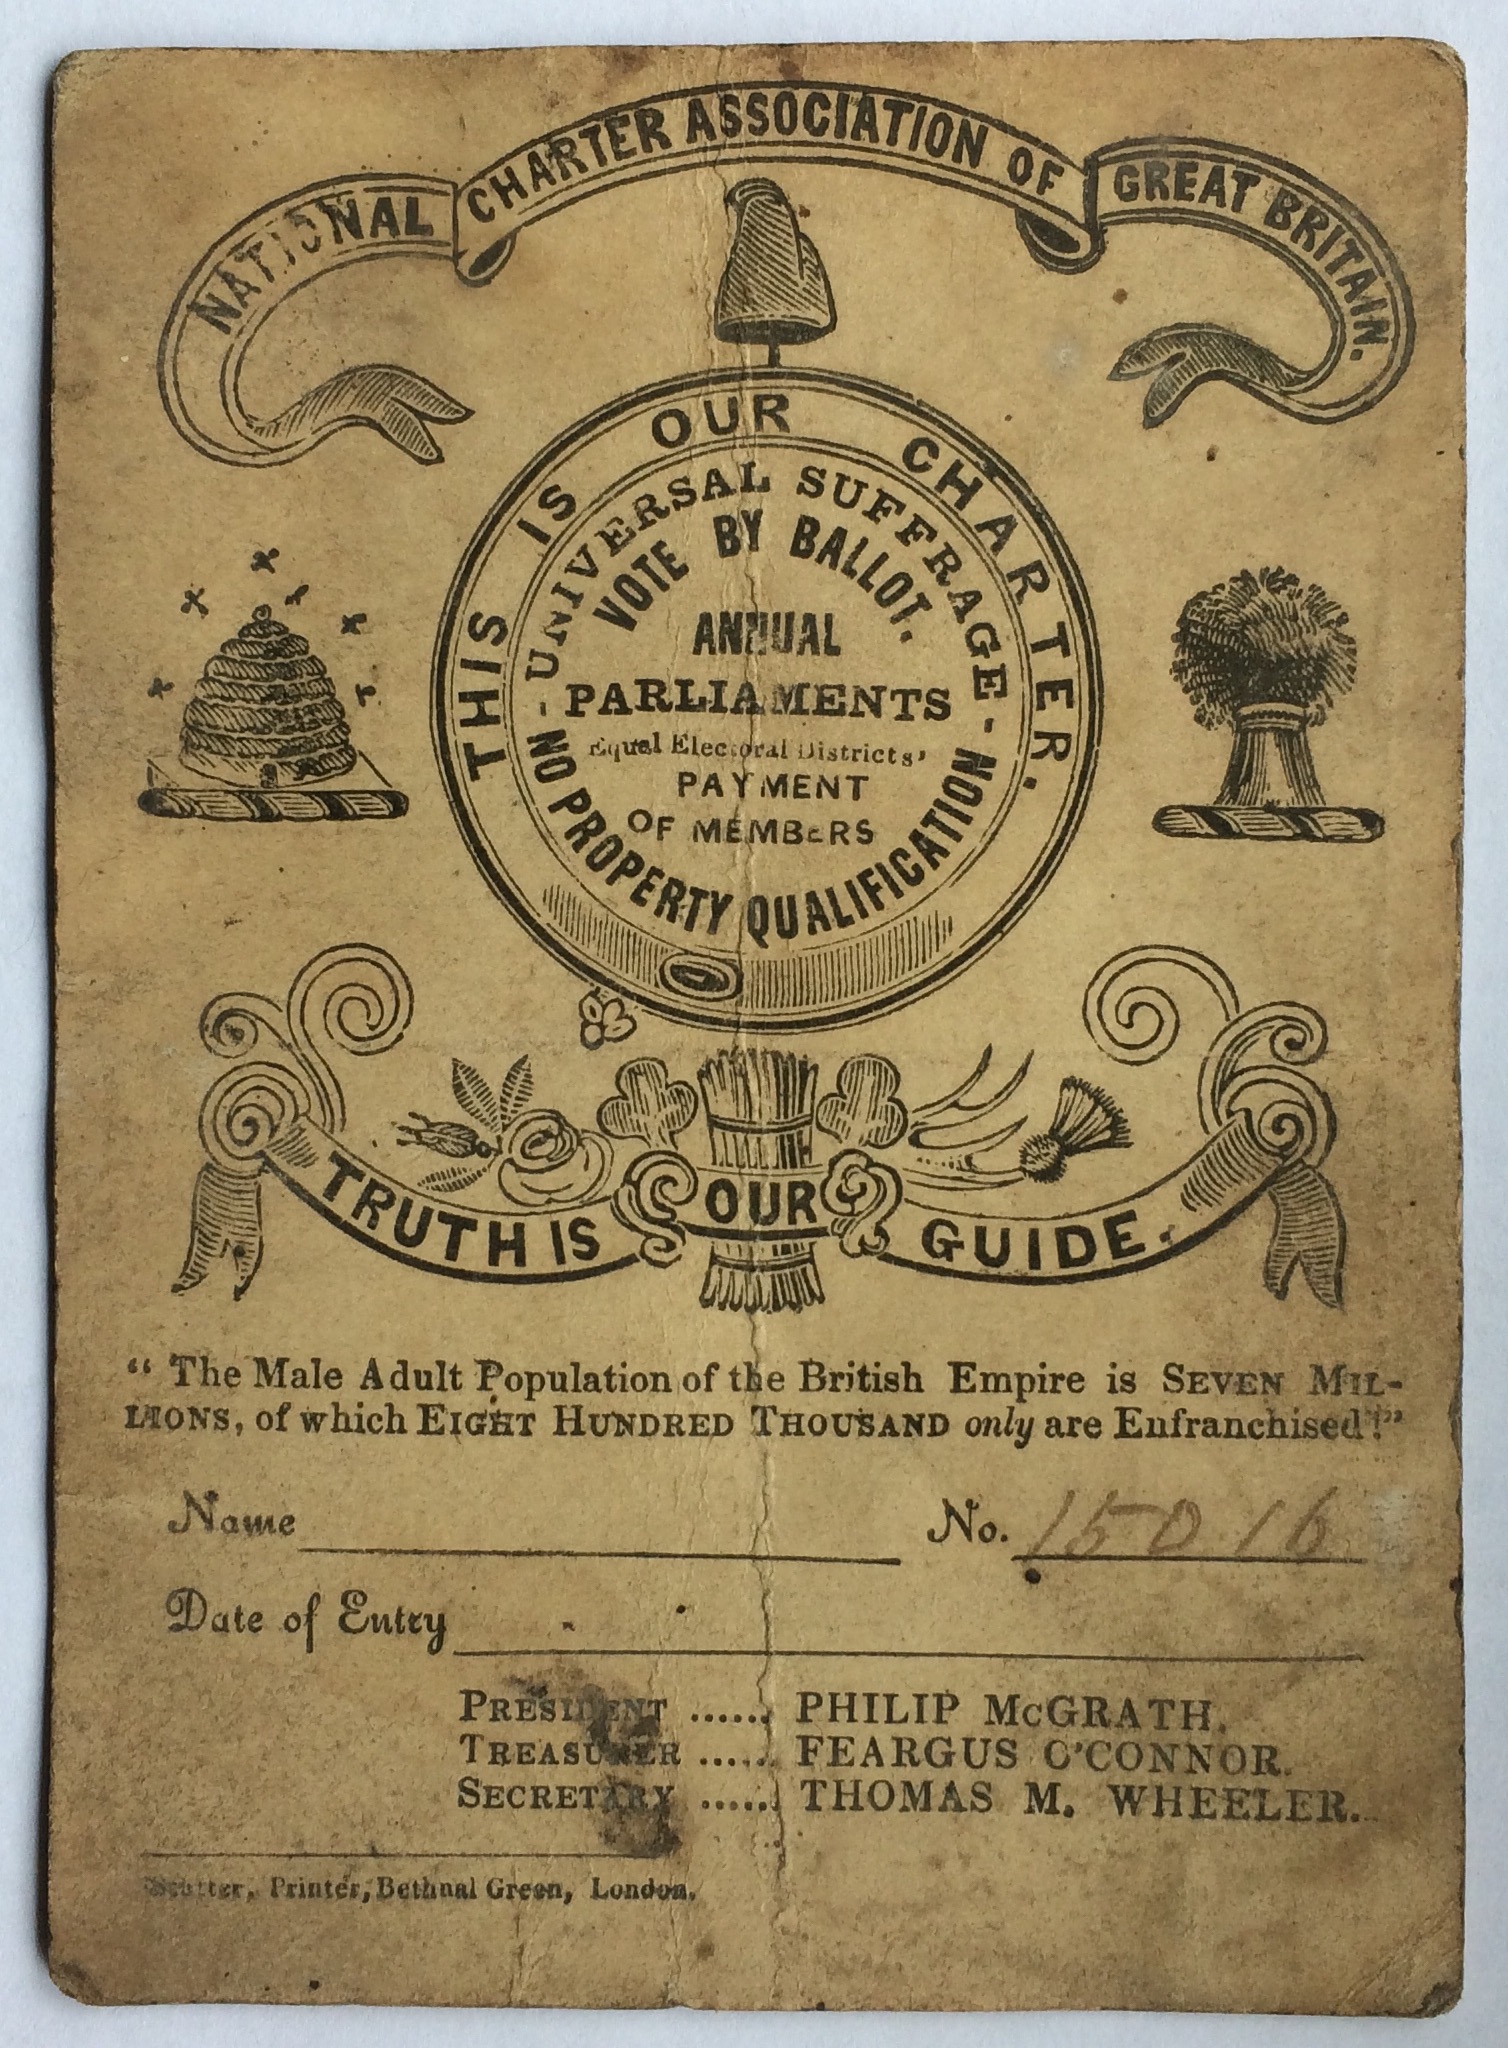 NATIONAL CHARTER ASSOCIATION OF GREAT BRITAIN.
THIS IS OUR CHARTER.
UNIVERSAL SUFFRAGE
VOTE BY BALLOT.
ANNUAL
PARLIAMENTS
Equal Electoral Districts,
PAYMENT
OF MEMBERS
NO PROPERTY QUALIFICATION
TRUTH IS OUR GUIDE.
“ The Male Adult Population of the British Empire is SEVEN MIL-
LIONS, of which EIGHT HUNDRED THOUSAND only are Enfranchised!”
Name No. 15016
Date of Entry
PRESIDENT ...... PHILIP McGRATH.
TREASURER ...... FEARGUS O'CONNOR.
SECRETARY ...... THOMAS M. WHEELER.
Printer, Bethnal Green, London.